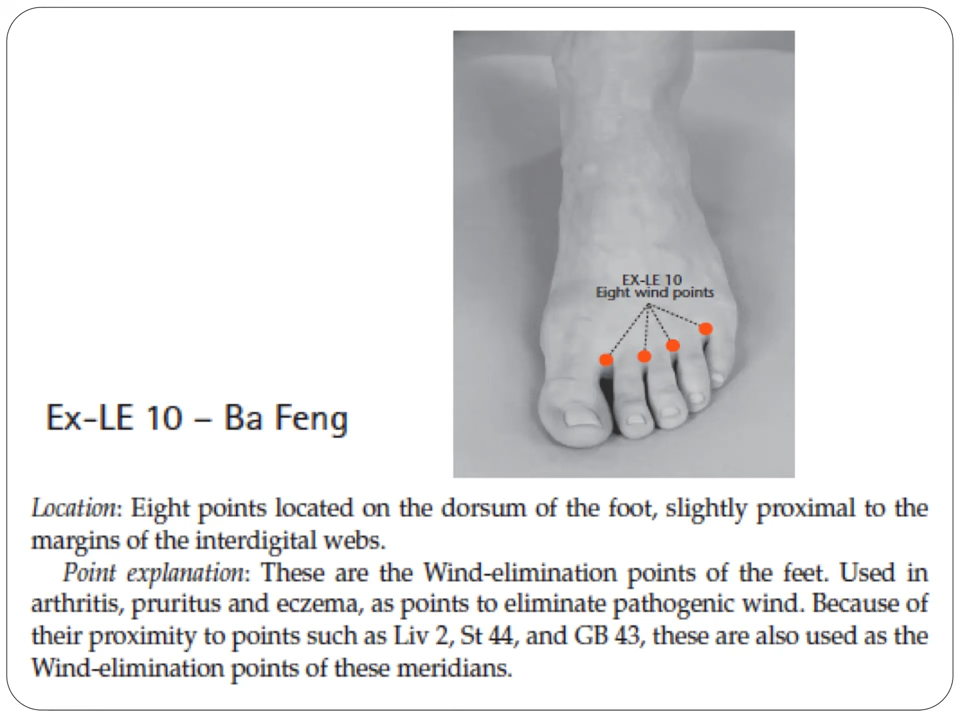 EX-LE 10
Eight wind points
Ex-LE 10 – Ba Feng
Location: Eight points located on the dorsum of the foot, slightly proximal to the
margins of the interdigital webs.
Point explanation: These are the Wind-elimination points of the feet. Used in
arthritis, pruritus and eczema, as points to eliminate pathogenic wind. Because of
their proximity to points such as Liv 2, St 44, and GB 43, these are also used as the
Wind-elimination points of these meridians.